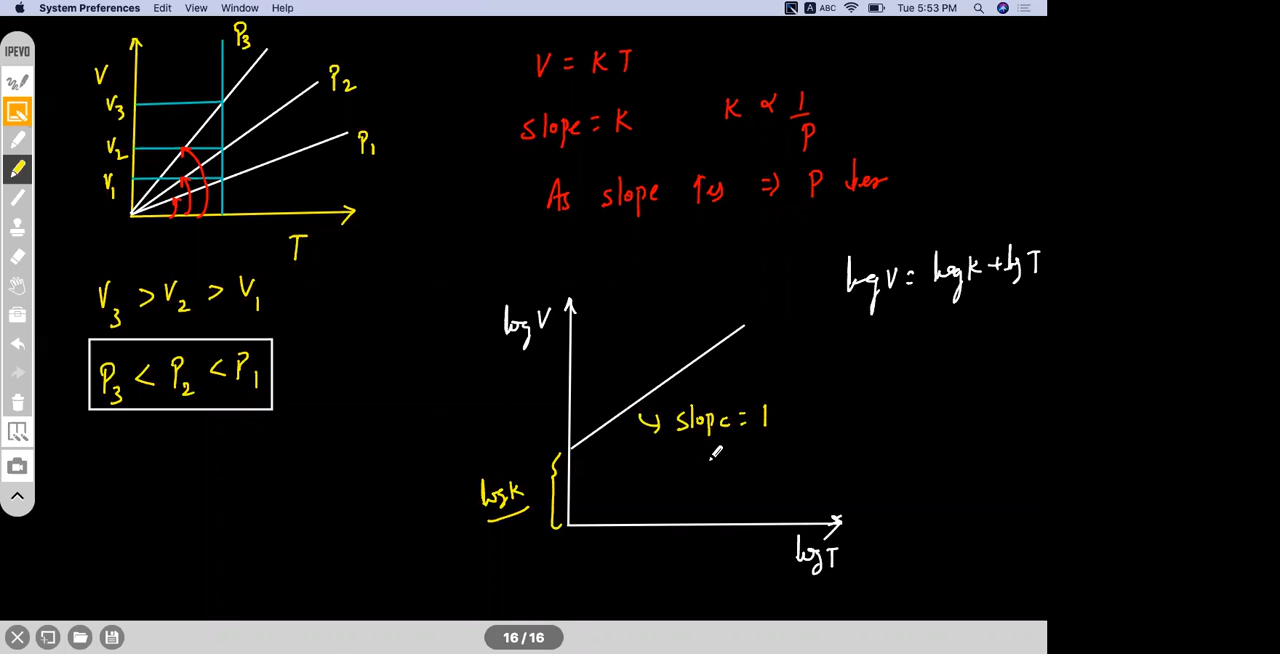 System Preferences Edit View Window Help
A ABC Tue 5:53 PM
IPEVO
V
V3
V2
V1
P3
P2
P1
T
V3 > V2 > V1
P3 < P2 < P1
V = K T
slope = K
K ∝ 1/P
As slope ↑es ⇒ P ↓es
log V = log K + log T
log V
↳ slope = 1
log K
log T
16 / 16